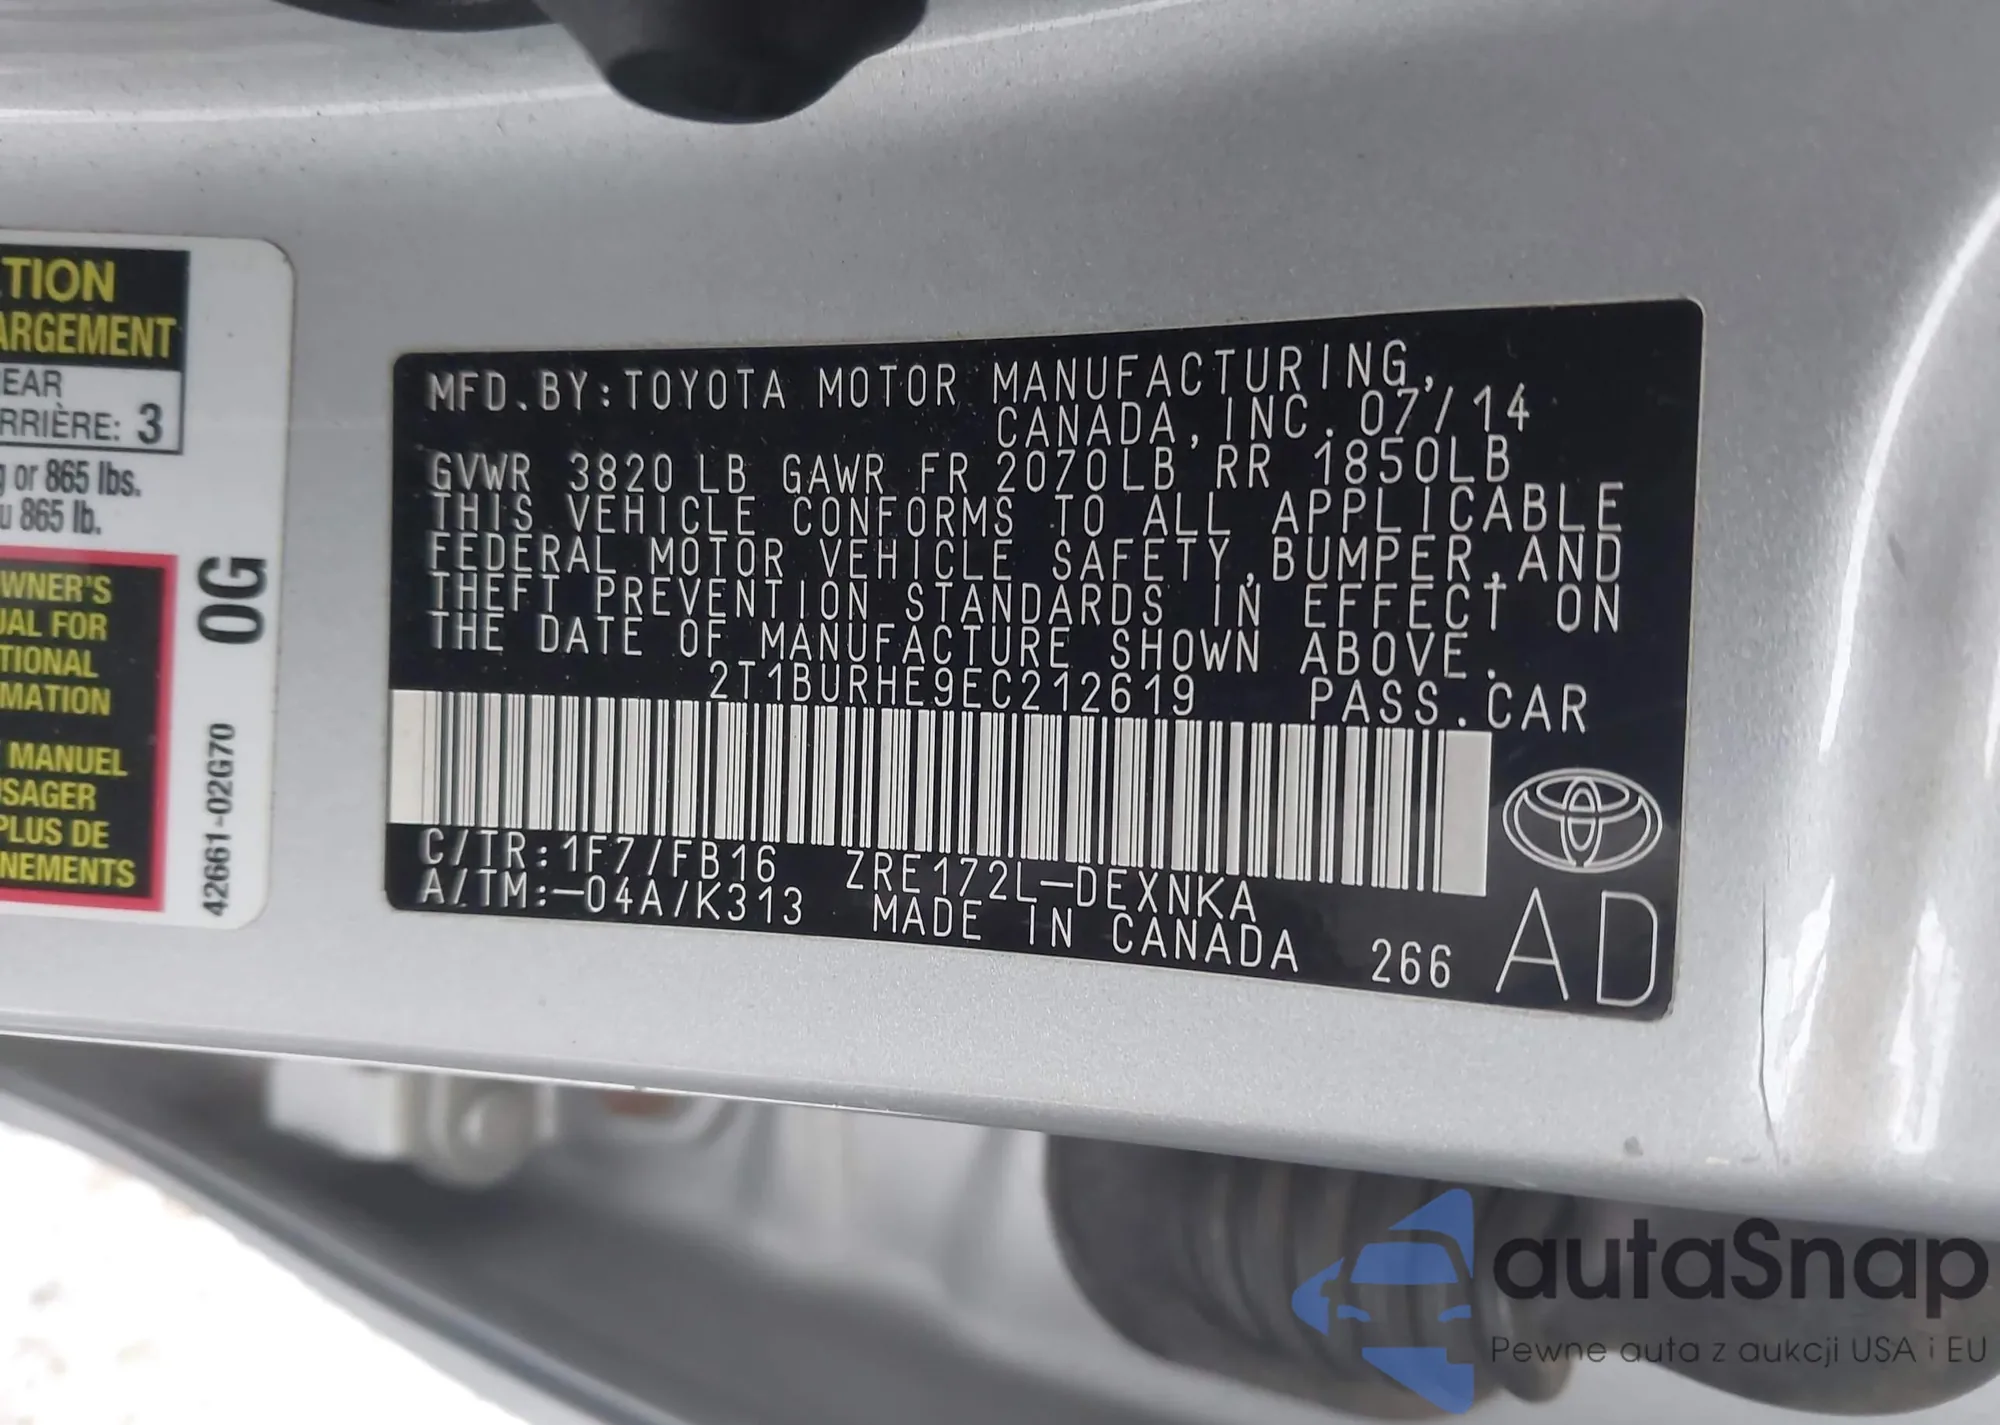 TION
ARGEMENT
EAR
RRIÈRE: 3
g or 865 lbs.
u 865 lb.
OWNER'S
UAL FOR
TIONAL
MATION
MANUEL
USAGER
PLUS DE
NEMENTS
0G
42661-02G70
MFD.BY:TOYOTA MOTOR MANUFACTURING,
CANADA,INC.07/14
GVWR 3820 LB GAWR FR 2070LB RR 1850LB
THIS VEHICLE CONFORMS TO ALL APPLICABLE
FEDERAL MOTOR VEHICLE SAFETY,BUMPER,AND
THEFT PREVENTION STANDARDS IN EFFECT ON
THE DATE OF MANUFACTURE SHOWN ABOVE.
2T1BURHE9EC212619 PASS.CAR
C/TR:1F7/FB16 ZRE172L-DEXNKA
A/TM:-04A/K313 MADE IN CANADA 266
AD
autaSnap
Pewne auta z aukcji USA i EU